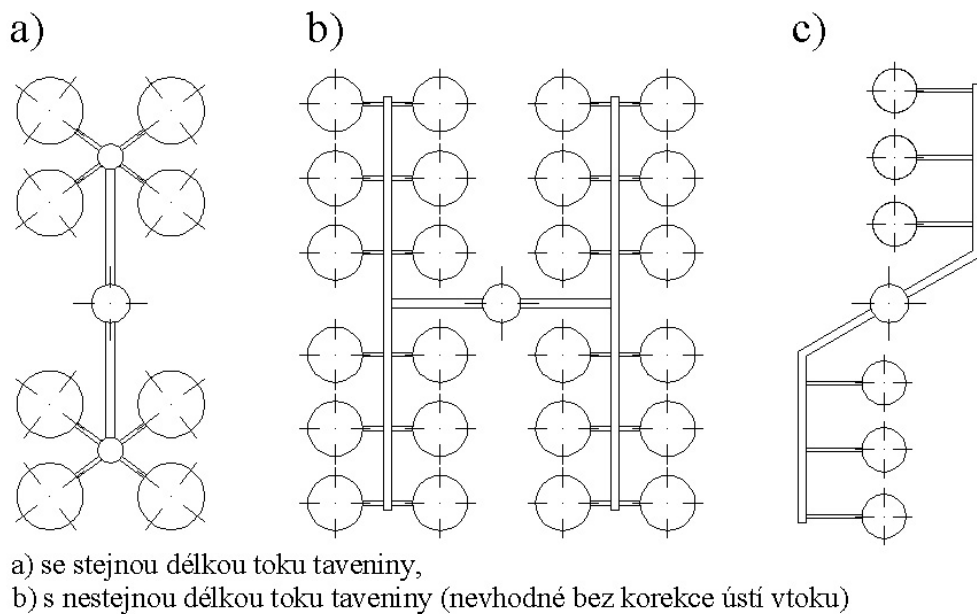 a) b) c)
a) se stejnou délkou toku taveniny,
b) s nestejnou délkou toku taveniny (nevhodné bez korekce ústí vtoku)